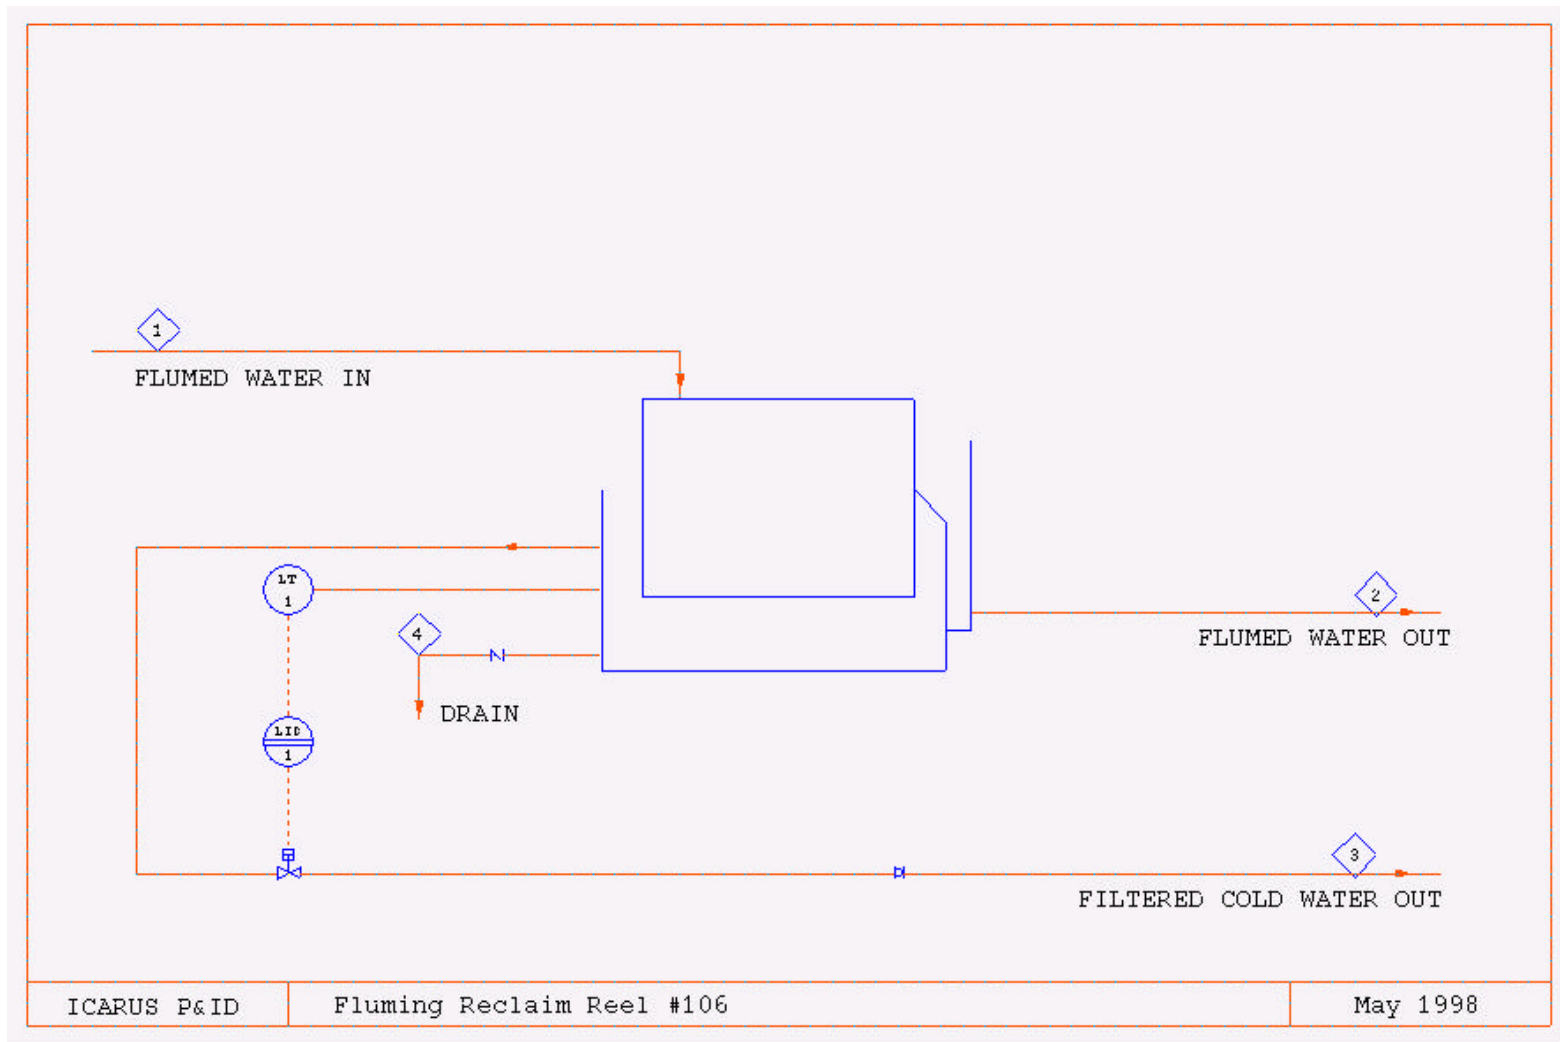 1
FLUMED WATER IN
LT
1
2
FLUMED WATER OUT
4
DRAIN
1
3
FILTERED COLD WATER OUT
ICARUS P&ID
Fluming Reclaim Reel #106
May 1998